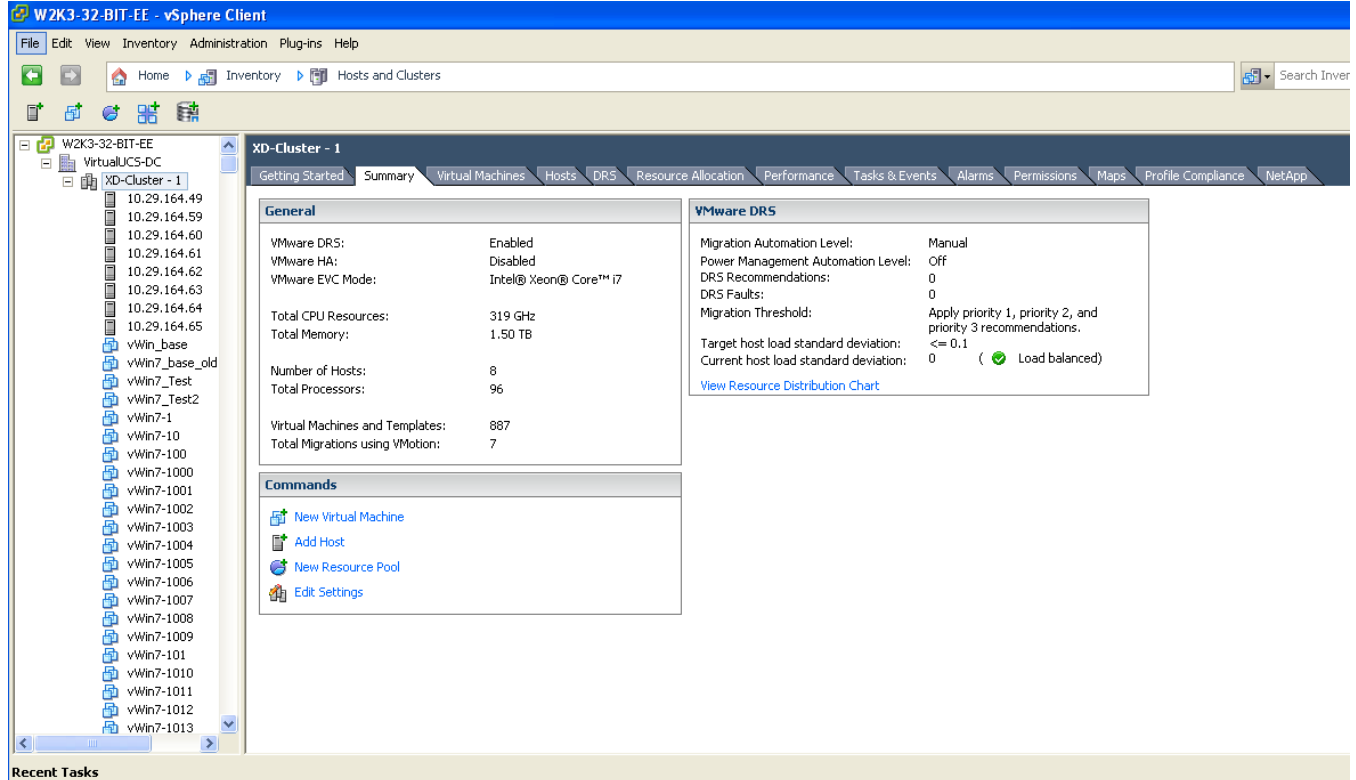 W2K3-32-BIT-EE - vSphere Client
File Edit View Inventory Administration Plug-ins Help
Home Inventory Hosts and Clusters
Search Inver
W2K3-32-BIT-EE
VirtualUCS-DC
XD-Cluster - 1
10.29.164.49
10.29.164.59
10.29.164.60
10.29.164.61
10.29.164.62
10.29.164.63
10.29.164.64
10.29.164.65
vWin_base
vWin7_base_old
vWin7_Test
vWin7_Test2
vWin7-1
vWin7-10
vWin7-100
vWin7-1000
vWin7-1001
vWin7-1002
vWin7-1003
vWin7-1004
vWin7-1005
vWin7-1006
vWin7-1007
vWin7-1008
vWin7-1009
vWin7-101
vWin7-1010
vWin7-1011
vWin7-1012
vWin7-1013
XD-Cluster - 1
Getting Started Summary Virtual Machines Hosts DRS Resource Allocation Performance Tasks & Events Alarms Permissions Maps Profile Compliance NetApp
General
VMware DRS: Enabled
VMware HA: Disabled
VMware EVC Mode: Intel® Xeon® Core™ i7
Total CPU Resources: 319 GHz
Total Memory: 1.50 TB
Number of Hosts: 8
Total Processors: 96
Virtual Machines and Templates: 887
Total Migrations using VMotion: 7
Commands
New Virtual Machine
Add Host
New Resource Pool
Edit Settings
VMware DRS
Migration Automation Level: Manual
Power Management Automation Level: Off
DRS Recommendations: 0
DRS Faults: 0
Migration Threshold: Apply priority 1, priority 2, and
priority 3 recommendations.
Target host load standard deviation: <= 0.1
Current host load standard deviation: 0 ( Load balanced)
View Resource Distribution Chart
Recent Tasks